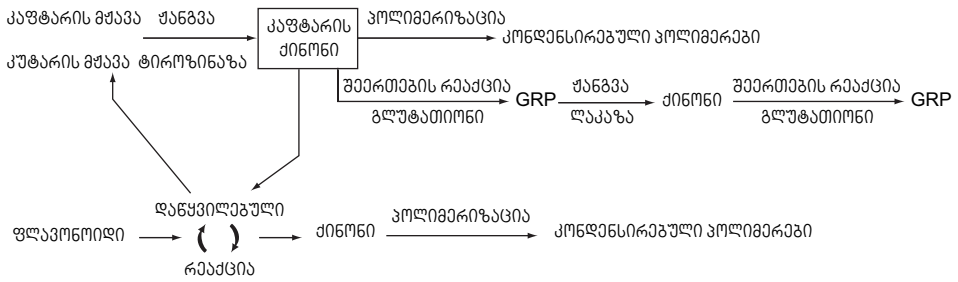 კაფტარის მჟავა ჟანგვა კაფტარის პოლიმერიზაცია
კუტარის მჟავა ტიროზინაზა ქინონი კონდენსირებული პოლიმერები
შეერთების რეაქცია GRP ჟანგვა ქინონი შეერთების რეაქცია GRP
გლუტათიონი ლაკაზა გლუტათიონი
დაწყვილებული
ფლავონოიდი ქინონი პოლიმერიზაცია კონდენსირებული პოლიმერები
რეაქცია